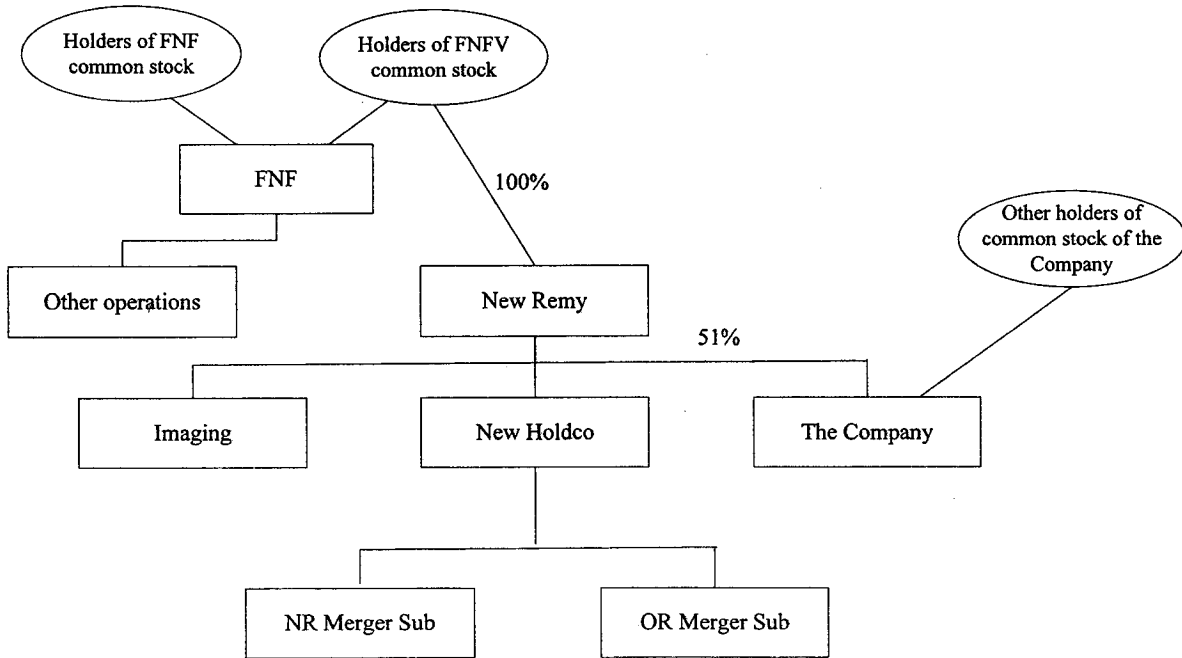 Holders of FNF
common stock
Holders of FNFV
common stock
FNF
100%
Other holders of
common stock of the
Company
Other operations
New Remy
51%
Imaging
New Holdco
The Company
NR Merger Sub
OR Merger Sub